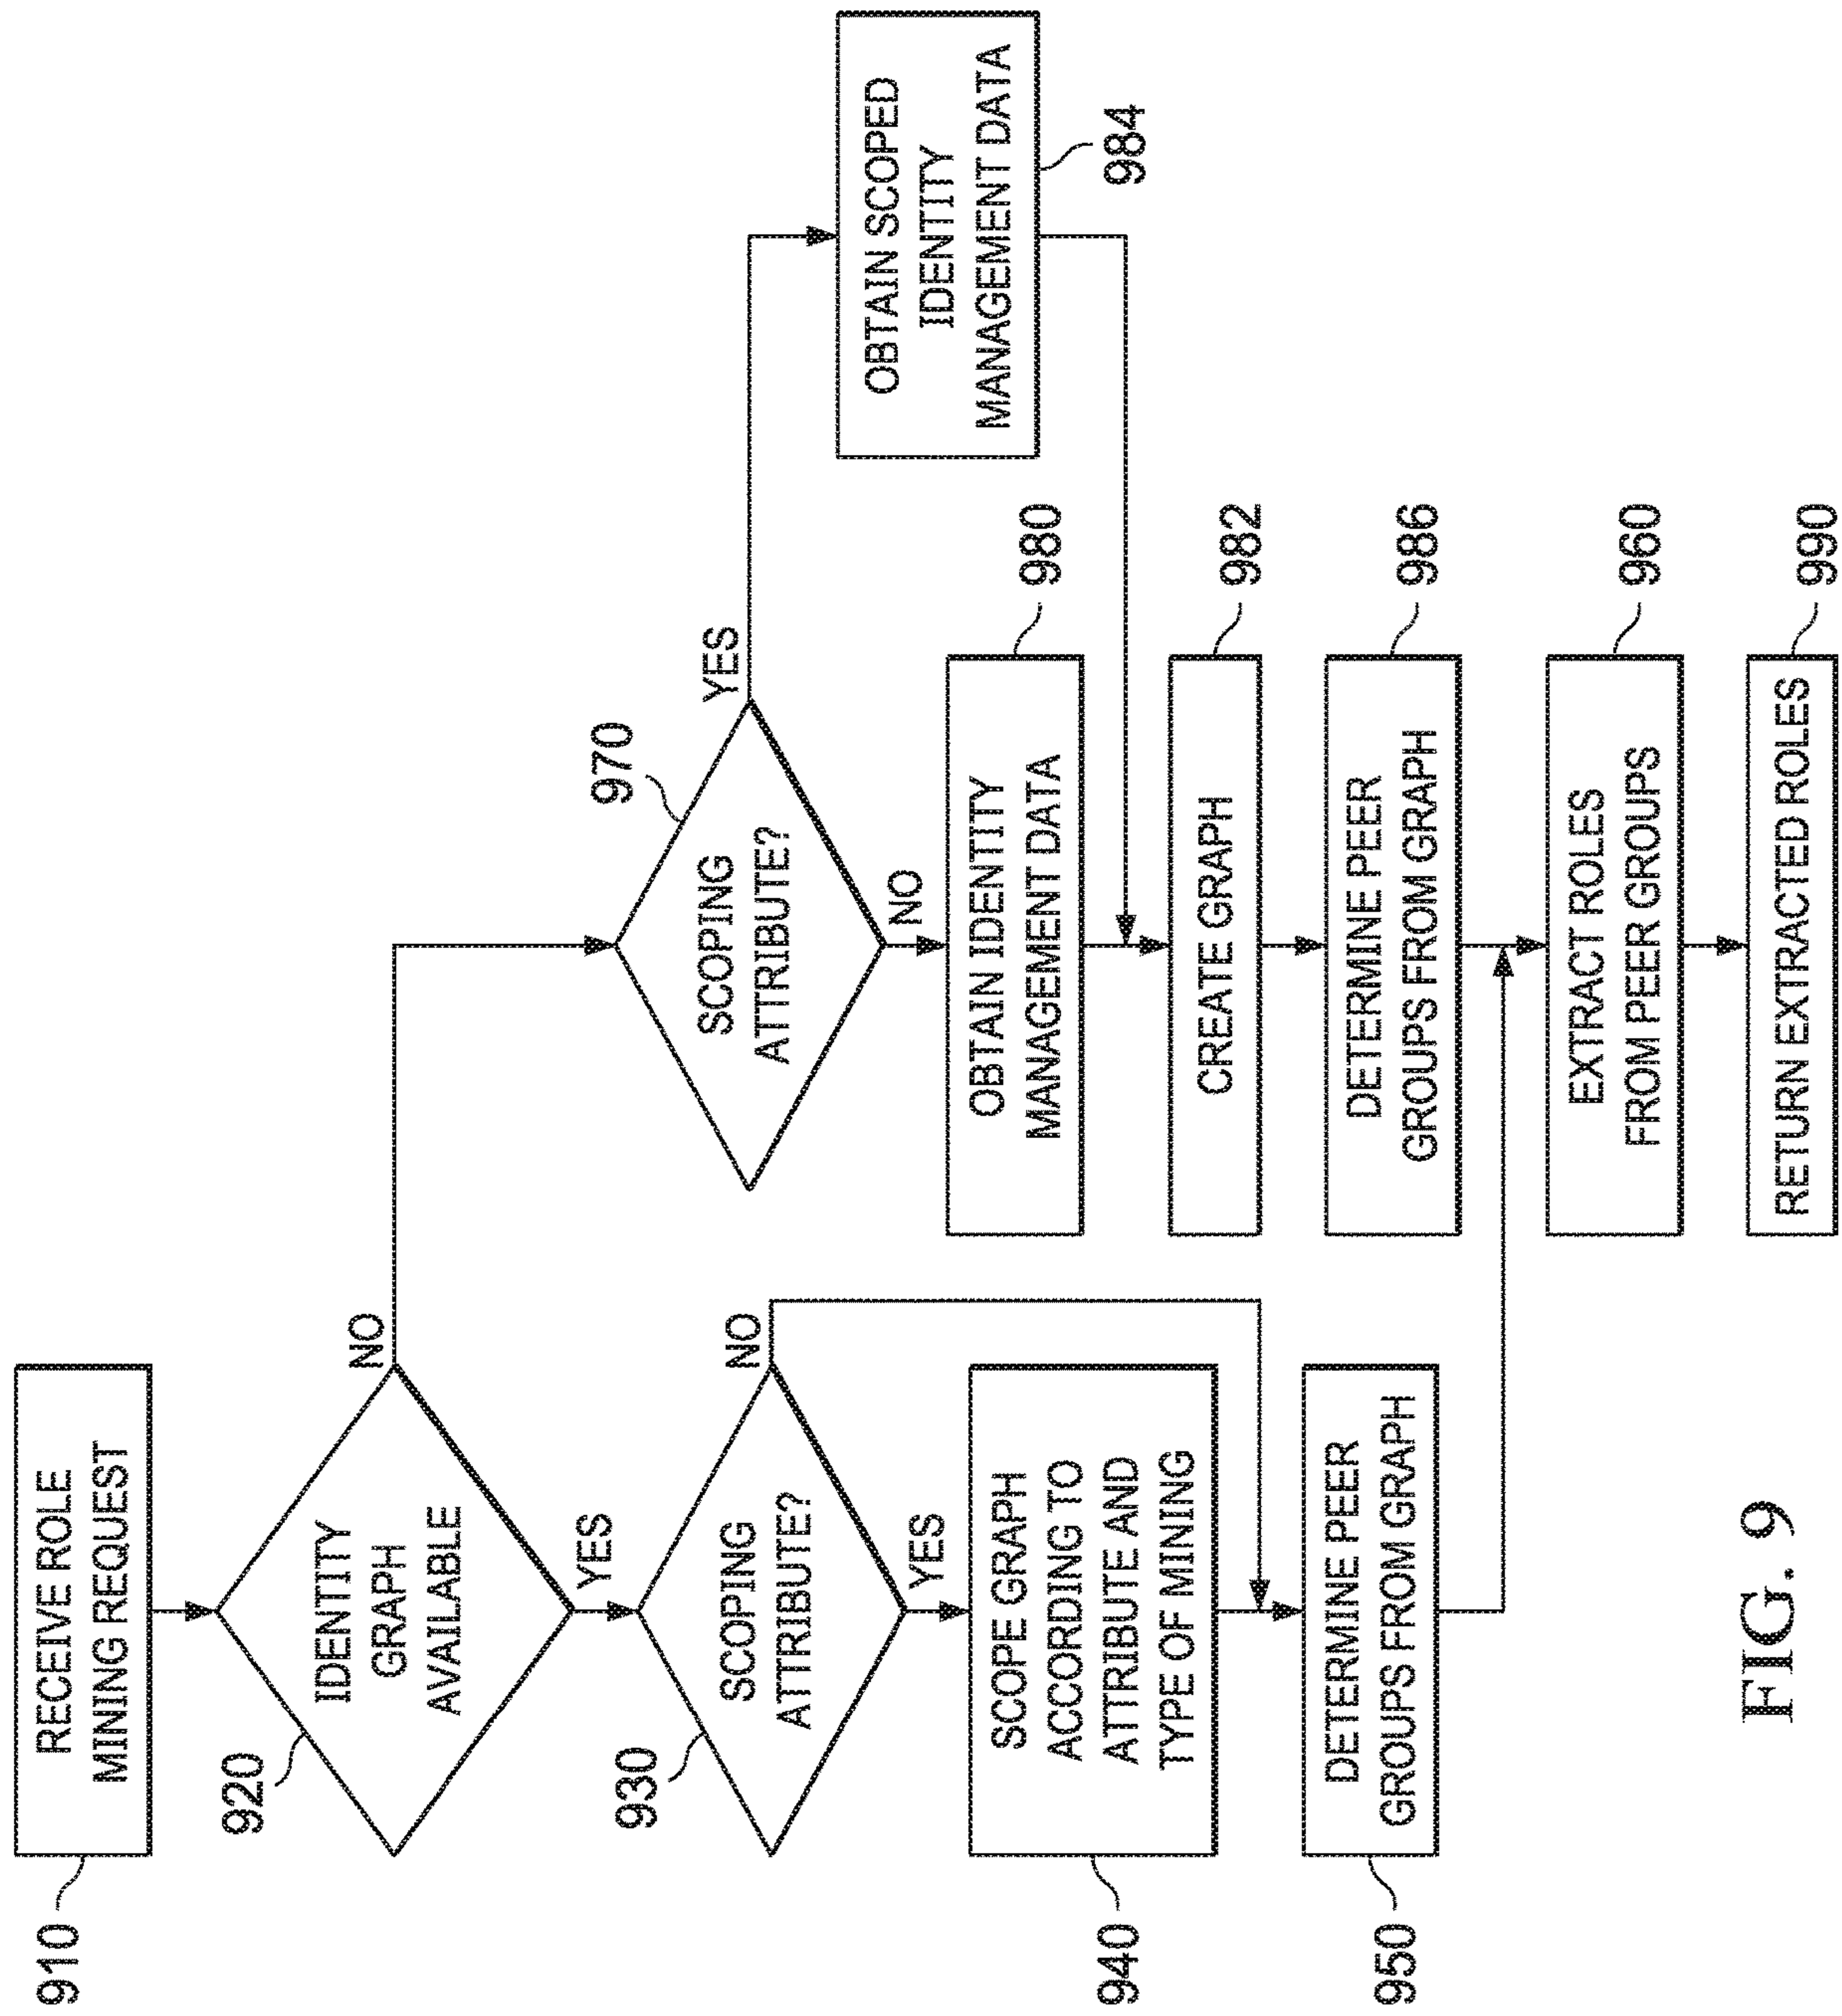 910
RECEIVE ROLE
MINING REQUEST
920
IDENTITY
GRAPH
AVAILABLE
NO
YES
930
SCOPING
ATTRIBUTE?
NO
YES
940
SCOPE GRAPH
ACCORDING TO
ATTRIBUTE AND
TYPE OF MINING
950
DETERMINE PEER
GROUPS FROM GRAPH
970
SCOPING
ATTRIBUTE?
YES
NO
OBTAIN SCOPED
IDENTITY
MANAGEMENT DATA
984
OBTAIN IDENTITY
MANAGEMENT DATA
980
CREATE GRAPH
982
DETERMINE PEER
GROUPS FROM GRAPH
986
EXTRACT ROLES
FROM PEER GROUPS
960
RETURN EXTRACTED ROLES
990
FIG. 9